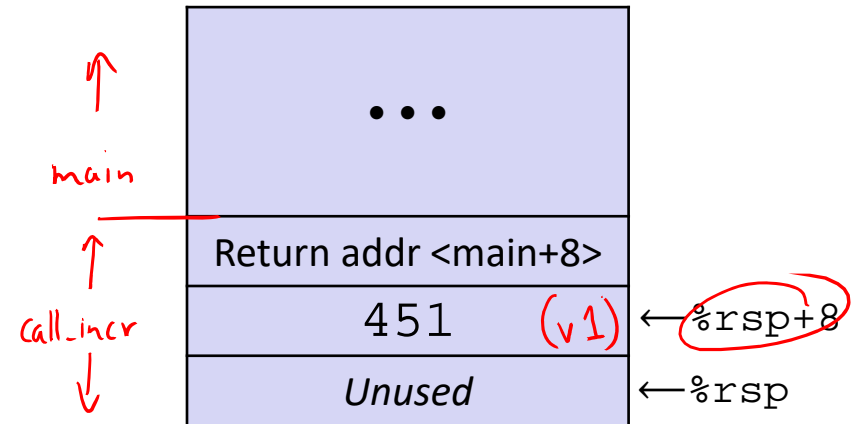 • • •
main
Return addr <main+8>
451 (v1) ←%rsp+8
call_incr
Unused ←%rsp